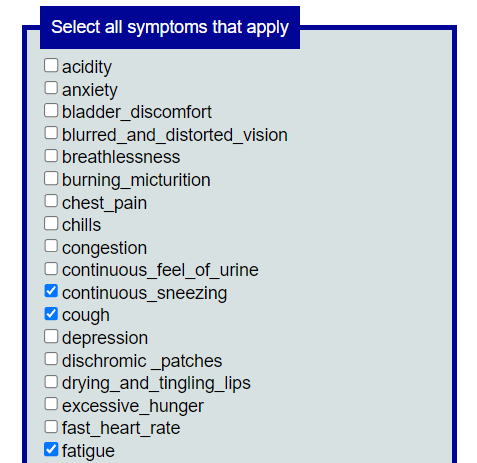 Select all symptoms that apply
acidity
anxiety
bladder_discomfort
blurred_and_distorted_vision
breathlessness
burning_micturition
chest_pain
chills
congestion
continuous_feel_of_urine
continuous_sneezing
cough
depression
dischromic _patches
drying_and_tingling_lips
excessive_hunger
fast_heart_rate
fatigue